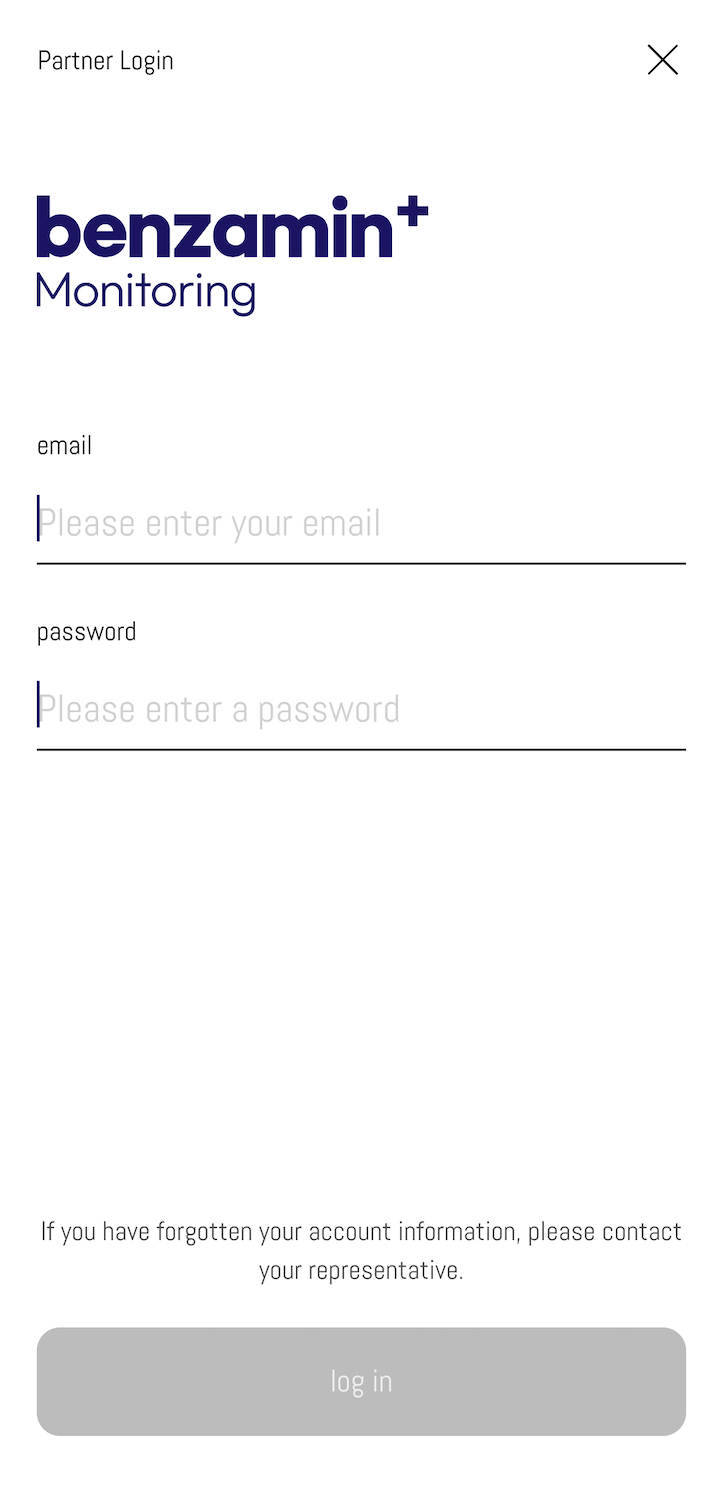 Partner Login
benzamin+
Monitoring
email
Please enter your email
password
Please enter a password
If you have forgotten your account information, please contact
your representative.
log in